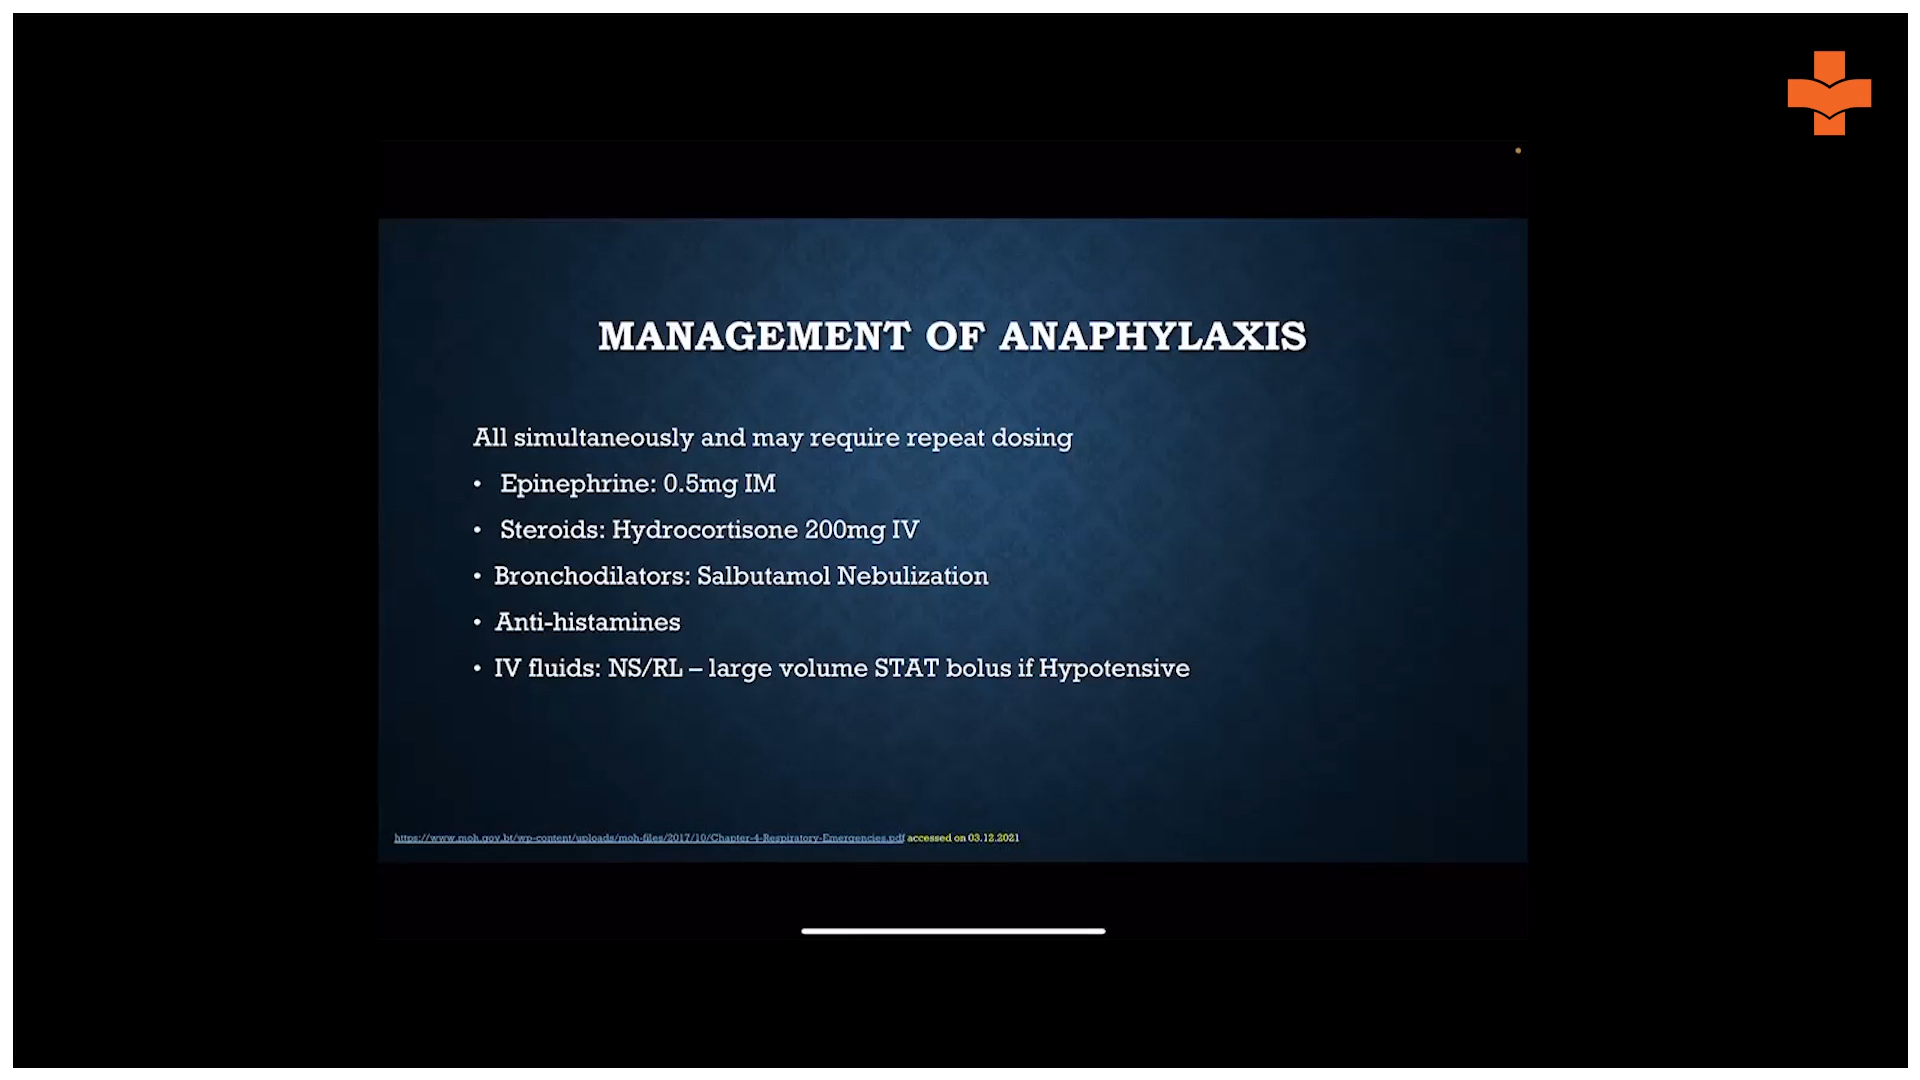 MANAGEMENT OF ANAPHYLAXIS
All simultaneously and may require repeat dosing
• Epinephrine: 0.5mg IM
• Steroids: Hydrocortisone 200mg IV
• Bronchodilators: Salbutamol Nebulization
• Anti-histamines
• IV fluids: NS/RL – large volume STAT bolus if Hypotensive
https://www.moh.gov.bt/wp-content/uploads/moh-files/2017/10/Chapter-4-Respiratory-Emergencies.pdf accessed on 03.12.2021